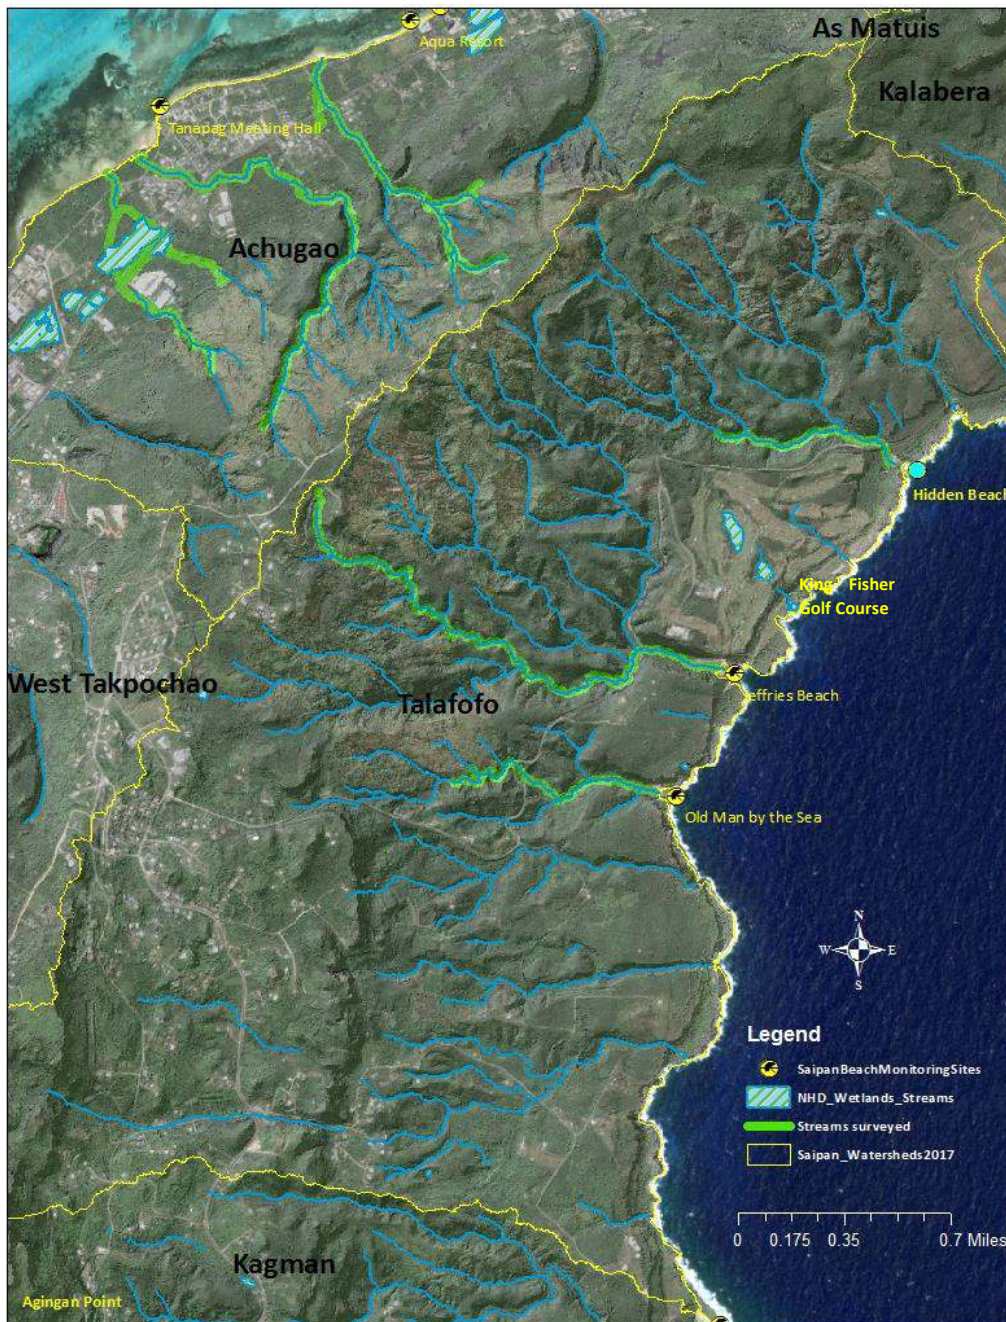 As Matuis
Aqua Resort
Kalabera
Tanapag Meeting Hall
Achugao
Hidden Beach
King Fisher
Golf Course
West Takpochao
Talafofo
Jeffries Beach
Old Man by the Sea
N
W E
S
Legend
SaipanBeachMonitoringSites
NHD_Wetlands_Streams
Streams surveyed
Saipan_Watersheds2017
0 0.175 0.35 0.7 Miles
Kagman
Agingan Point